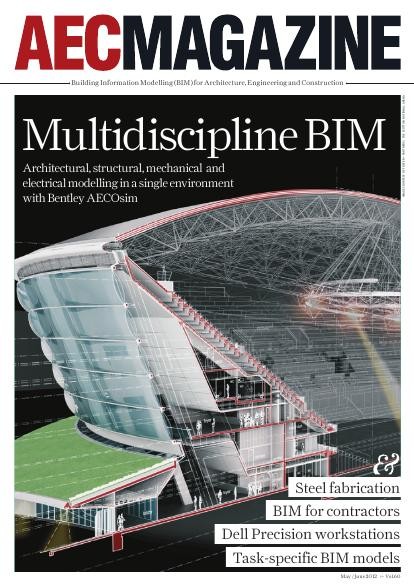 AECMAGAZINE
Building Information Modelling (BIM) for Architecture, Engineering and Construction
Multidiscipline BIM
Architectural, structural, mechanical and
electrical modelling in a single environment
with Bentley AECOsim
&
Steel fabrication
BIM for contractors
Dell Precision workstations
Task-specific BIM models
May / June 2012 >> Vol.60